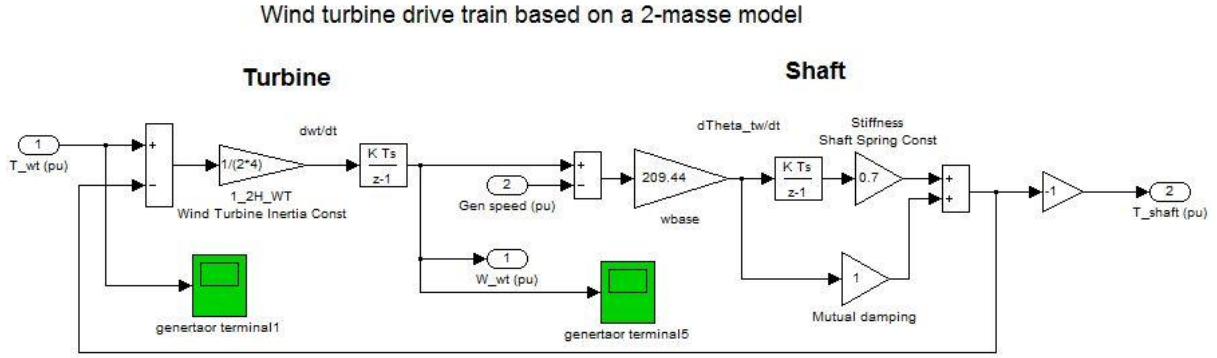 Wind turbine drive train based on a 2-masse model
Turbine
Shaft
1
T_wt (pu)
+
−
1/(2*4)
1_2H_WT
Wind Turbine Inertia Const
dwt/dt
K Ts
z-1
2
Gen speed (pu)
+
−
209.44
wbase
dTheta_tw/dt
K Ts
z-1
Stiffness
Shaft Spring Const
0.7
+
+
-1
2
T_shaft (pu)
1
W_wt (pu)
1
Mutual damping
genertaor terminal1
genertaor terminal5